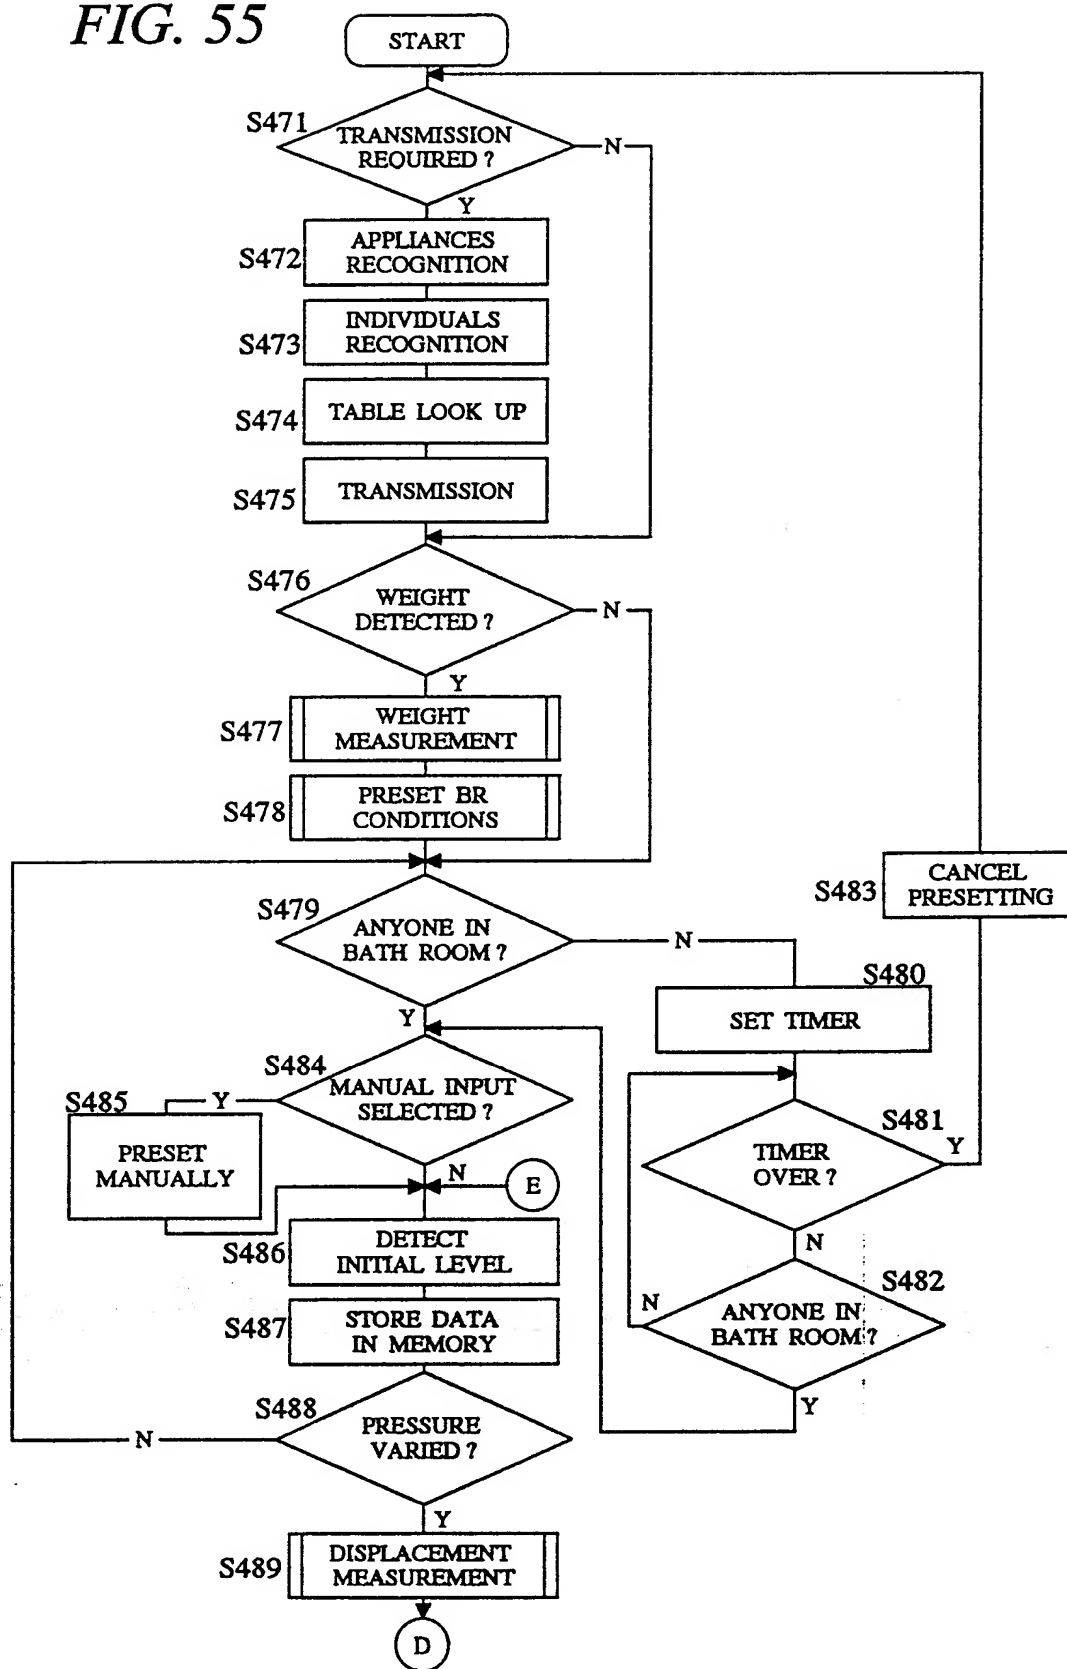 FIG. 55
START
S471
TRANSMISSION
REQUIRED ?
N
Y
S472
APPLIANCES
RECOGNITION
S473
INDIVIDUALS
RECOGNITION
S474
TABLE LOOK UP
S475
TRANSMISSION
S476
WEIGHT
DETECTED ?
N
Y
S477
WEIGHT
MEASUREMENT
S478
PRESET BR
CONDITIONS
S483
CANCEL
PRESETTING
S479
ANYONE IN
BATH ROOM ?
N
Y
S480
SET TIMER
S484
MANUAL INPUT
SELECTED ?
Y
N
S485
PRESET
MANUALLY
E
S481
TIMER
OVER ?
Y
N
S486
DETECT
INITIAL LEVEL
S482
ANYONE IN
BATH ROOM ?
N
Y
S487
STORE DATA
IN MEMORY
S488
PRESSURE
VARIED ?
N
Y
S489
DISPLACEMENT
MEASUREMENT
D